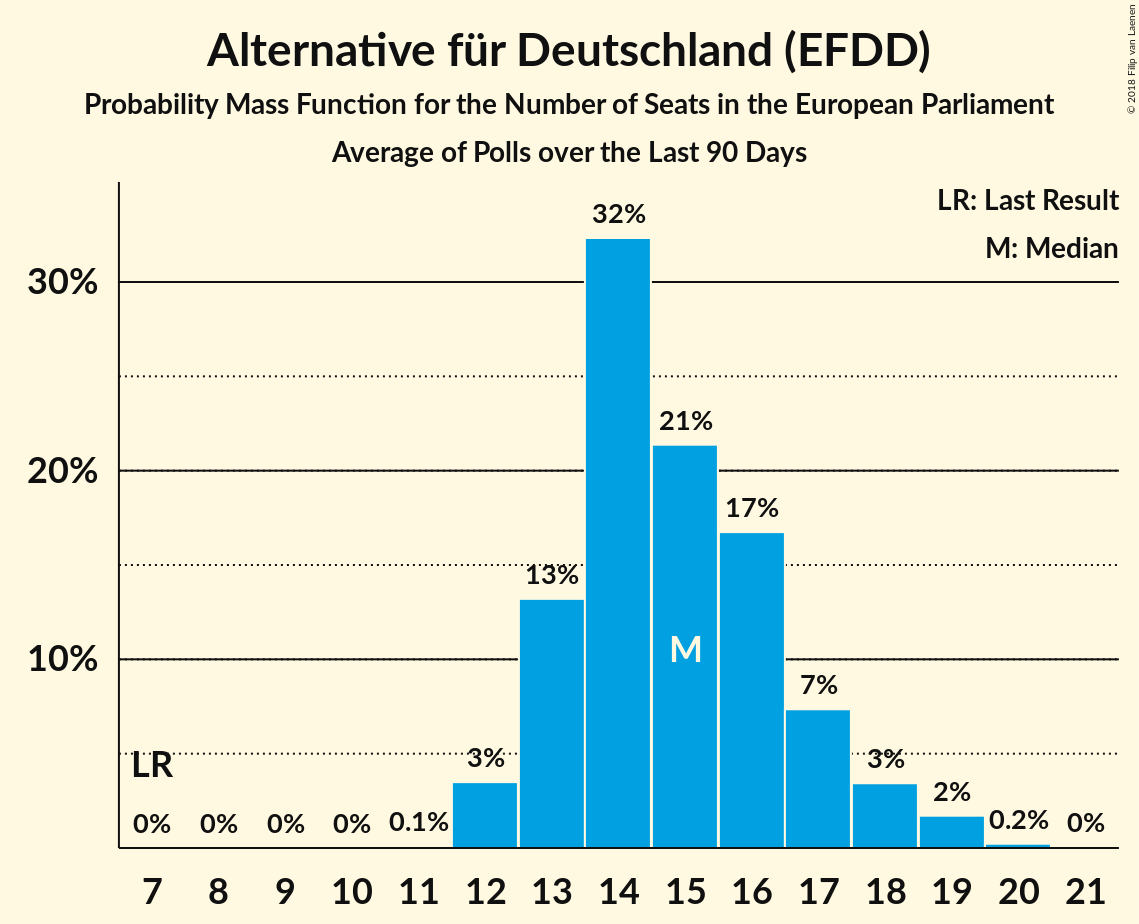 Alternative für Deutschland (EFDD)
Probability Mass Function for the Number of Seats in the European Parliament
Average of Polls over the Last 90 Days
© 2018 Filip van Laenen
LR: Last Result
M: Median
32%
30%
21%
20%
17%
13%
M
10%
7%
LR
3%
3%
2%
0%
0%
0%
0%
0.1%
0.2%
0%
7 8 9 10 11 12 13 14 15 16 17 18 19 20 21